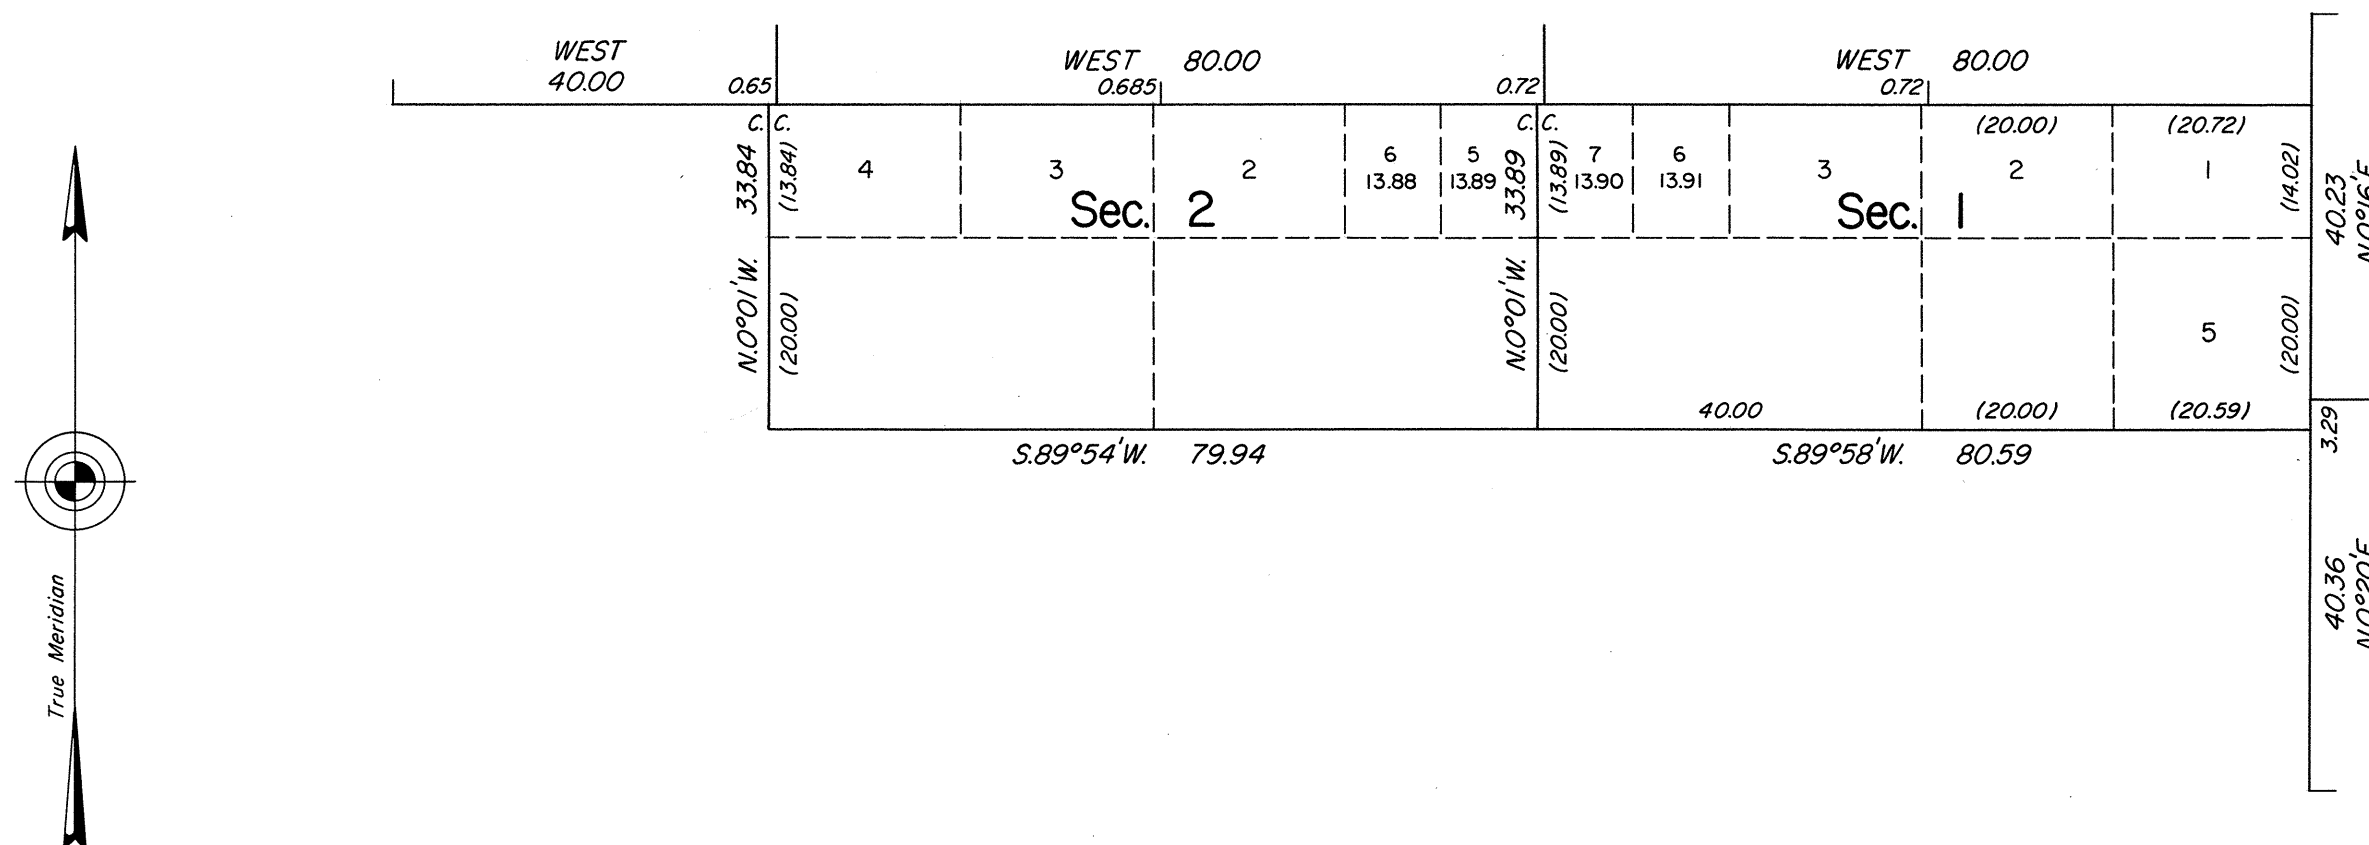 WEST
40.00
WEST 80.00
WEST 80.00
0.65
0.685
0.72
0.72
C. C.
C. C.
(20.00)
(20.72)
33.84
(13.84)
4
3
2
6
13.88
5
13.89
33.89
(13.89)
7
13.90
6
13.91
3
2
1
(14.02)
40.23
N.0°16'E
Sec. 2
Sec. 1
N.0°01'W.
(20.00)
N.0°01'W.
(20.00)
5
(20.00)
40.00
(20.00)
(20.59)
3.29
S.89°54'W. 79.94
S.89°58'W. 80.59
40.36
N.0°20'E
True Meridian